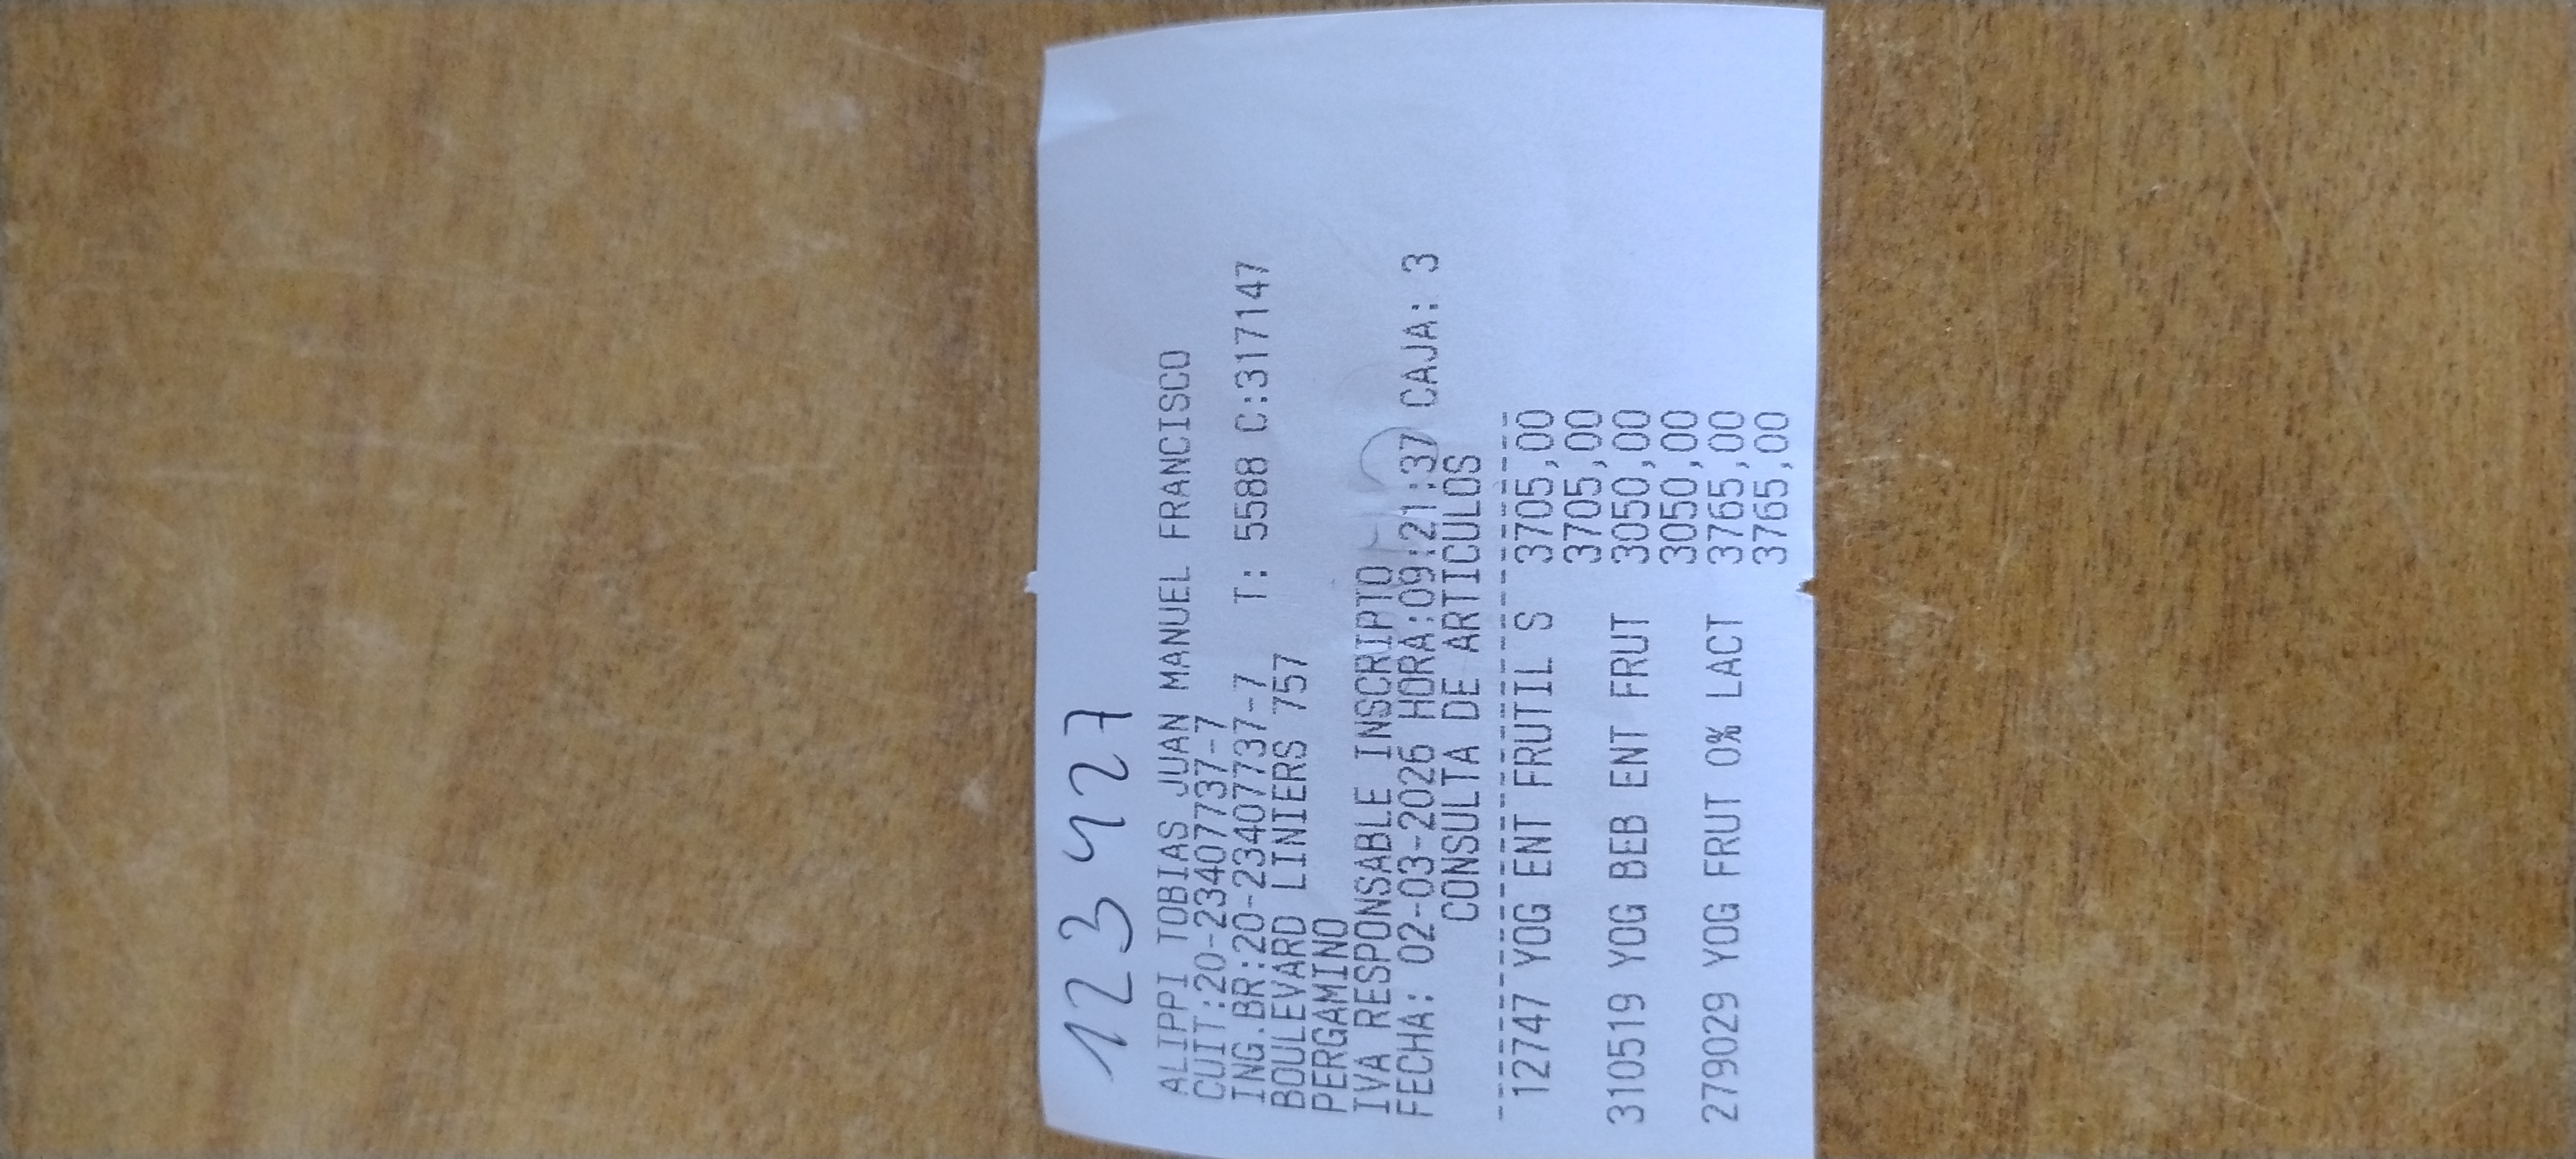 123427
ALIPPI TOBIAS JUAN MANUEL FRANCISCO
CUIT:20-23407737-7
ING.BR:20-23407737-7 T: 5588 C:317147
BOULEVARD LINIERS 757
PERGAMINO
IVA RESPONSABLE INSCRIPTO
FECHA: 02-03-2026 HORA:09:21:37 CAJA: 3
CONSULTA DE ARTICULOS
12747 YOG ENT FRUTIL S 3705,00
3705,00
310519 YOG BEB ENT FRUT 3050,00
3050,00
279029 YOG FRUT 0% LACT 3765,00
3765,00